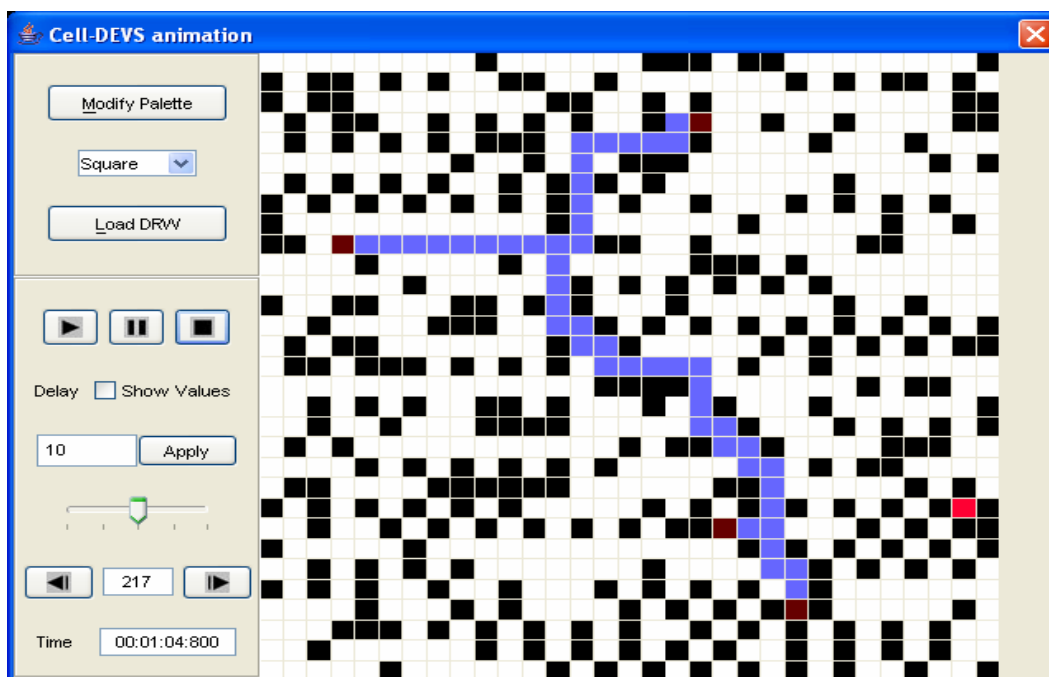 Cell-DEVS animation
Modify Palette
Square
Load DRW
Delay Show Values
10 Apply
217
Time 00:01:04:800